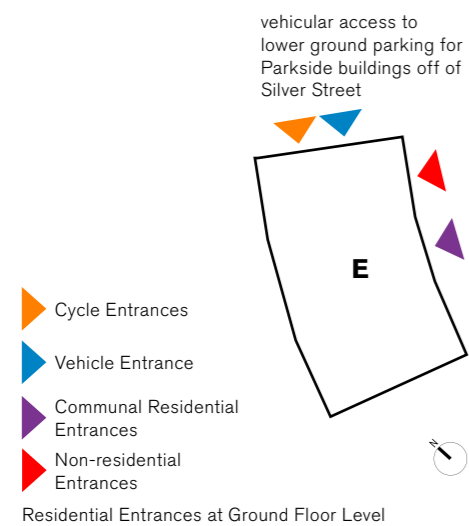 vehicular access to
lower ground parking for
Parkside buildings off of
Silver Street
E
Cycle Entrances
Vehicle Entrance
Communal Residential
Entrances
Non-residential
Entrances
N
Residential Entrances at Ground Floor Level